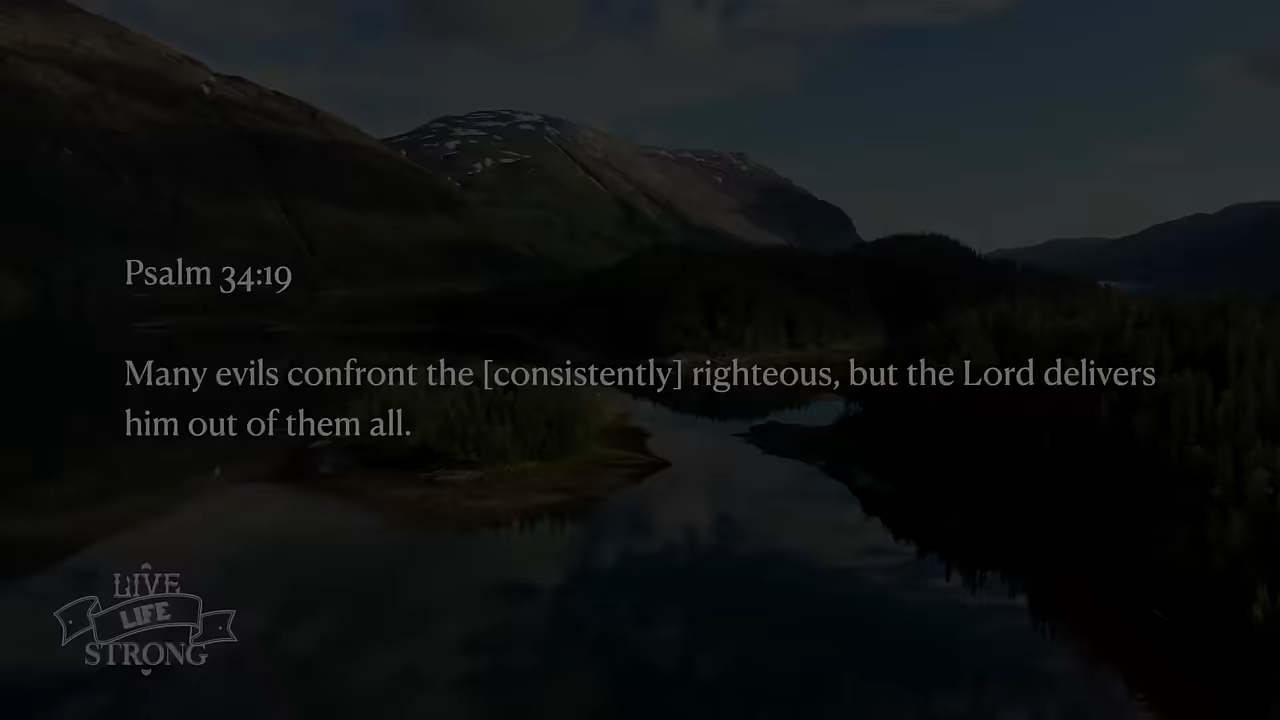 Psalm 34:19
Many evils confront the [consistently] righteous, but the Lord delivers
him out of them all.
LIVE
LIFE
STRONG